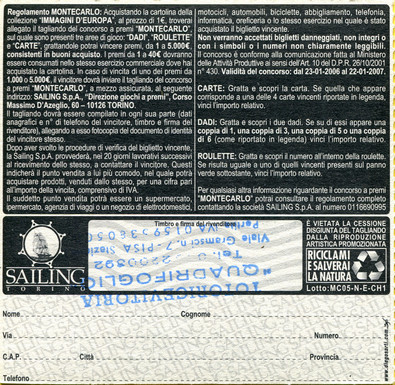 Regolamento MONTECARLO: Acquistando la cartolina della
collezione "IMMAGINI D'EUROPA", al prezzo di 1€, troverai
allegato il tagliandino del concorso a premi "MONTECARLO",
sul quale sono presenti tre aree di gioco: "DADI", "ROULETTE"
e "CARTE", grattandole potrai vincere premi, da 1 a 5.000€,
consistenti in buoni acquisto. I premi da 1 a 40€ dovranno
essere consumati nello stesso esercizio commerciale dove hai
acquistato la cartolina. In caso di vincita di uno dei premi da
1.000 o 5.000€, il vincitore dovrà inviare il tagliando del concorso
a premi "MONTECARLO", a mezzo assicurata, al seguente
indirizzo: SAILING S.p.A. "Direzione giochi a premi", Corso
Massimo D'Azeglio, 60 – 10126 TORINO.
Il tagliando dovrà essere compilato in ogni sua parte (dati
anagrafici e n° di telefono del vincitore, timbro e firma del
rivenditore), allegando a esso fotocopia del documento di identità
del vincitore stesso.
Dopo aver svolto le procedure di verifica del biglietto vincente,
la Sailing S.p.A. provvederà, nei 20 giorni lavorativi successivi
al ricevimento dello stesso, a contattare il vincitore. Questi
indicherà il punto vendita a lui più comodo, nel quale potrà
acquistare prodotti, venduti dallo stesso, per una cifra pari
all'importo della vincita, comprensivo di IVA.
Il suddetto punto vendita potrà essere un supermercato,
ipermercato, agenzia di viaggi o un negozio di elettrodomestici,
motocicli, automobili, biciclette, abbigliamento, telefonia,
informatica, oreficeria o lo stesso esercizio nel quale è stato
acquistato il biglietto vincente.
Non verranno accettati biglietti danneggiati, non integri o
con i simboli o i numeri non chiaramente leggibili.
Il concorso è conforme alla comunicazione fatta al Ministero
delle Attività Produttive ai sensi dell'Art. 10 del D.P.R. 26/10/2001
n° 430. Validità del concorso: dal 23-01-2006 al 22-01-2007.
CARTE: Gratta e scopri la carta. Se quella che appare
corrisponde a una delle 4 carte vincenti riportate in legenda,
vinci l'importo relativo.
DADI: Gratta e scopri i due dadi. Se su di essi appare una
coppia di 1, una coppia di 3, una coppia di 5 o una coppia
di 6 (come riportato in legenda) vinci l'importo relativo.
ROULETTE: Gratta e scopri il numero all'interno della roulette.
Se risulta uguale a uno di quelli vincenti presenti sul panno
verde sottostante, vinci l'importo relativo.
Per qualsiasi altra informazione riguardante il concorso a premi
"MONTECARLO" potrai consultare il regolamento completo
contattando la società SAILING S.p.A. al numero 0116690995
SAILING
TORINO
Timbro e firma del rivenditore
TOTORICEVITORIA
"QUADRIFOGLIO"
Viale Gramsci, 7 - PISA Stazione
È VIETATA LA CESSIONE
DISGIUNTA DEL TAGLIANDO
DALLA RIPRODUZIONE
ARTISTICA PROMOZIONATA.
RICICLAMI
E SALVERAI
LA NATURA
Lotto:MC05-N-E-CH1
Nome
Cognome
Via
Numero
C.A.P.
Città
Provincia
Telefono
www.diegosarti.com